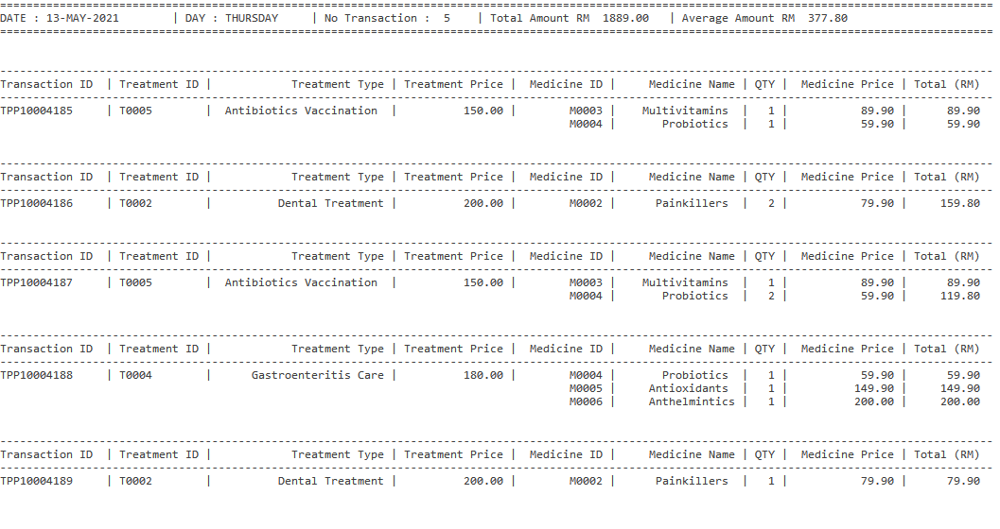 DATE : 13-MAY-2021 | DAY : THURSDAY | No Transaction : 5 | Total Amount RM 1889.00 | Average Amount RM 377.80
Transaction ID | Treatment ID | Treatment Type | Treatment Price | Medicine ID | Medicine Name | QTY | Medicine Price | Total (RM)
TPP10004185 | T0005 | Antibiotics Vaccination | 150.00 | M0003 | Multivitamins | 1 | 89.90 | 89.90
M0004 | Probiotics | 1 | 59.90 | 59.90
Transaction ID | Treatment ID | Treatment Type | Treatment Price | Medicine ID | Medicine Name | QTY | Medicine Price | Total (RM)
TPP10004186 | T0002 | Dental Treatment | 200.00 | M0002 | Painkillers | 2 | 79.90 | 159.80
Transaction ID | Treatment ID | Treatment Type | Treatment Price | Medicine ID | Medicine Name | QTY | Medicine Price | Total (RM)
TPP10004187 | T0005 | Antibiotics Vaccination | 150.00 | M0003 | Multivitamins | 1 | 89.90 | 89.90
M0004 | Probiotics | 2 | 59.90 | 119.80
Transaction ID | Treatment ID | Treatment Type | Treatment Price | Medicine ID | Medicine Name | QTY | Medicine Price | Total (RM)
TPP10004188 | T0004 | Gastroenteritis Care | 180.00 | M0004 | Probiotics | 1 | 59.90 | 59.90
M0005 | Antioxidants | 1 | 149.90 | 149.90
M0006 | Anthelmintics | 1 | 200.00 | 200.00
Transaction ID | Treatment ID | Treatment Type | Treatment Price | Medicine ID | Medicine Name | QTY | Medicine Price | Total (RM)
TPP10004189 | T0002 | Dental Treatment | 200.00 | M0002 | Painkillers | 1 | 79.90 | 79.90